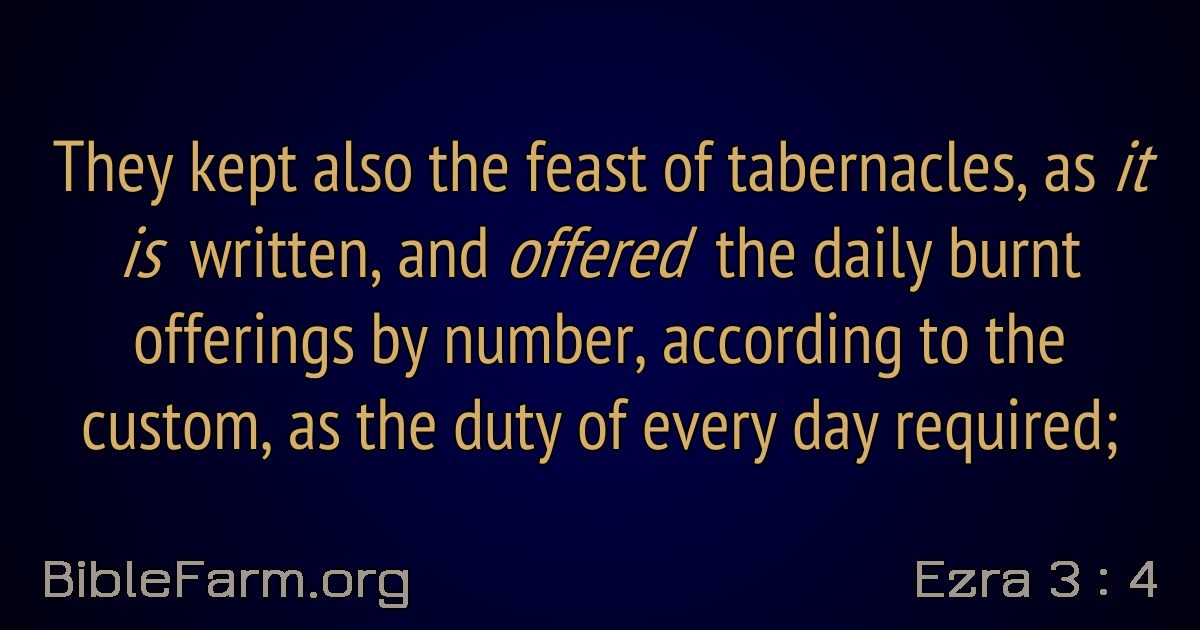 They kept also the feast of tabernacles, as it
is written, and offered the daily burnt
offerings by number, according to the
custom, as the duty of every day required;
BibleFarm.org
Ezra 3 : 4